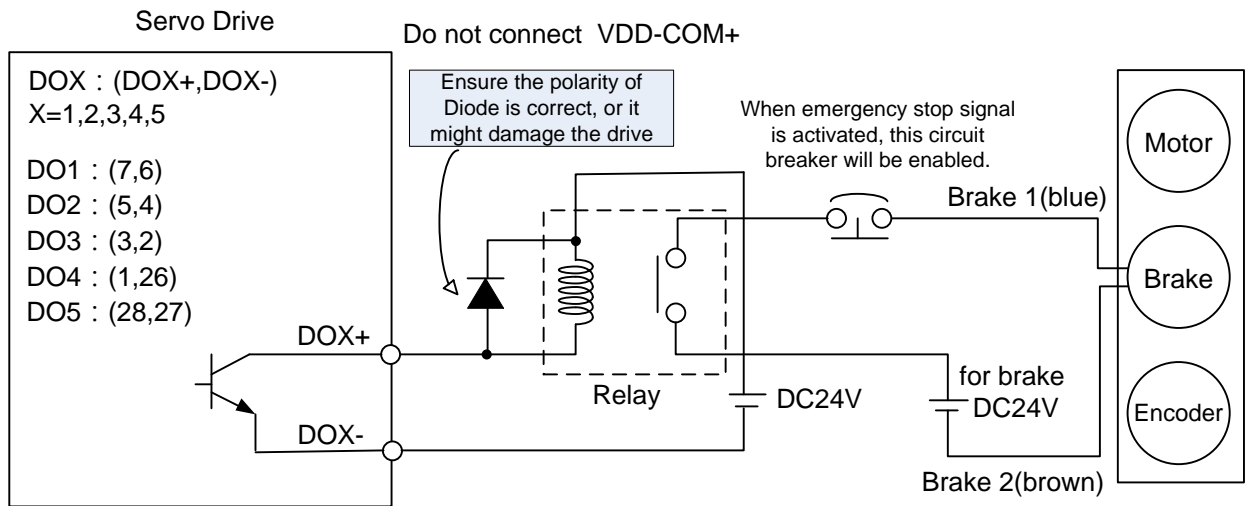 Servo Drive
Do not connect VDD-COM+
DOX : (DOX+,DOX-)
X=1,2,3,4,5
DO1 : (7,6)
DO2 : (5,4)
DO3 : (3,2)
DO4 : (1,26)
DO5 : (28,27)
Ensure the polarity of
Diode is correct, or it
might damage the drive
When emergency stop signal
is activated, this circuit
breaker will be enabled.
Motor
Brake 1(blue)
Brake
DOX+
Relay
DC24V
for brake
DC24V
Encoder
DOX-
Brake 2(brown)